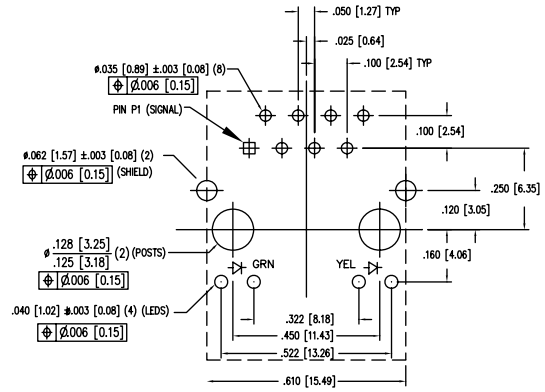 .050 [1.27] TYP
.025 [0.64]
.100 [2.54] TYP
ø.035 [0.89] ±.003 [0.08] (8)
⌖ Ø.006 [0.15]
PIN P1 (SIGNAL)
.100 [2.54]
ø.062 [1.57] ±.003 [0.08] (2)
⌖ Ø.006 [0.15] (SHIELD)
.250 [6.35]
.120 [3.05]
ø .128 [3.25]
.125 [3.18] (2) (POSTS)
⌖ Ø.006 [0.15]
.160 [4.06]
GRN
YEL
.040 [1.02] ±.003 [0.08] (4) (LEDS)
⌖ Ø.006 [0.15]
.322 [8.18]
.450 [11.43]
.522 [13.26]
.610 [15.49]